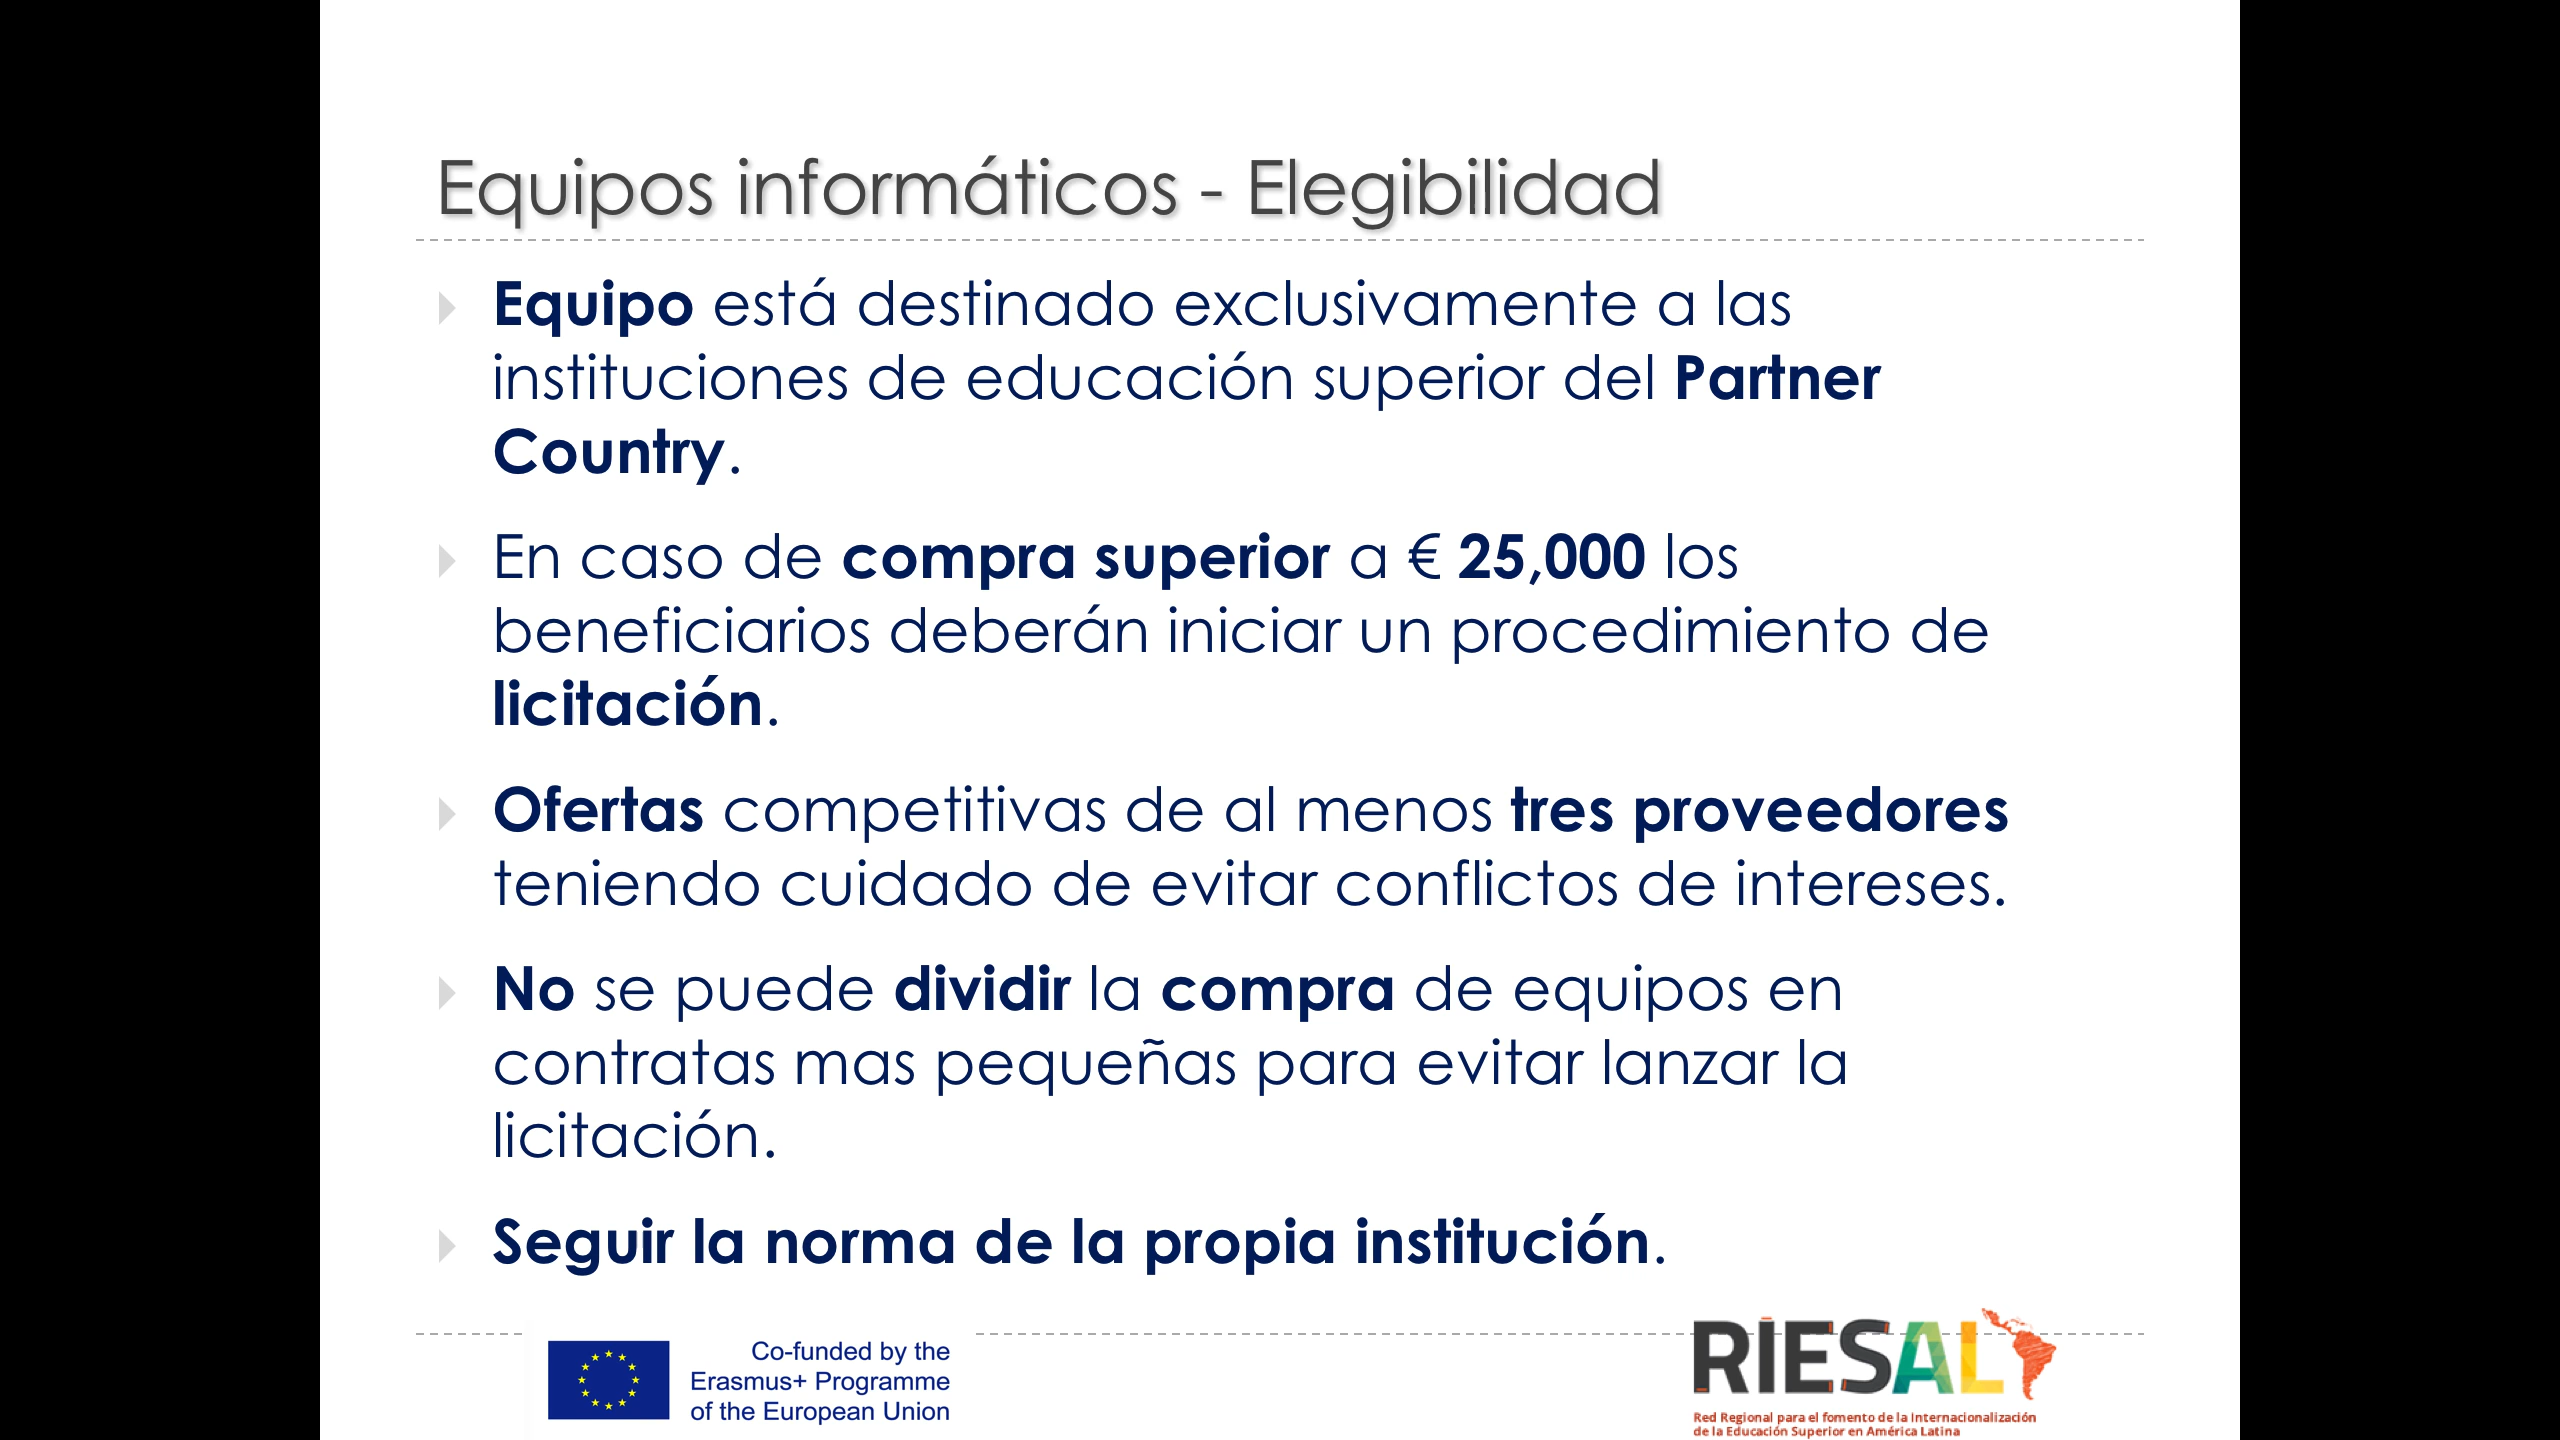 Equipos informáticos - Elegibilidad
Equipo está destinado exclusivamente a las
instituciones de educación superior del Partner
Country.
En caso de compra superior a € 25,000 los
beneficiarios deberán iniciar un procedimiento de
licitación.
Ofertas competitivas de al menos tres proveedores
teniendo cuidado de evitar conflictos de intereses.
No se puede dividir la compra de equipos en
contratas mas pequeñas para evitar lanzar la
licitación.
Seguir la norma de la propia institución.
Co-funded by the
Erasmus+ Programme
of the European Union
RIESAL
Red Regional para el fomento de la Internacionalización
de la Educación Superior en América Latina